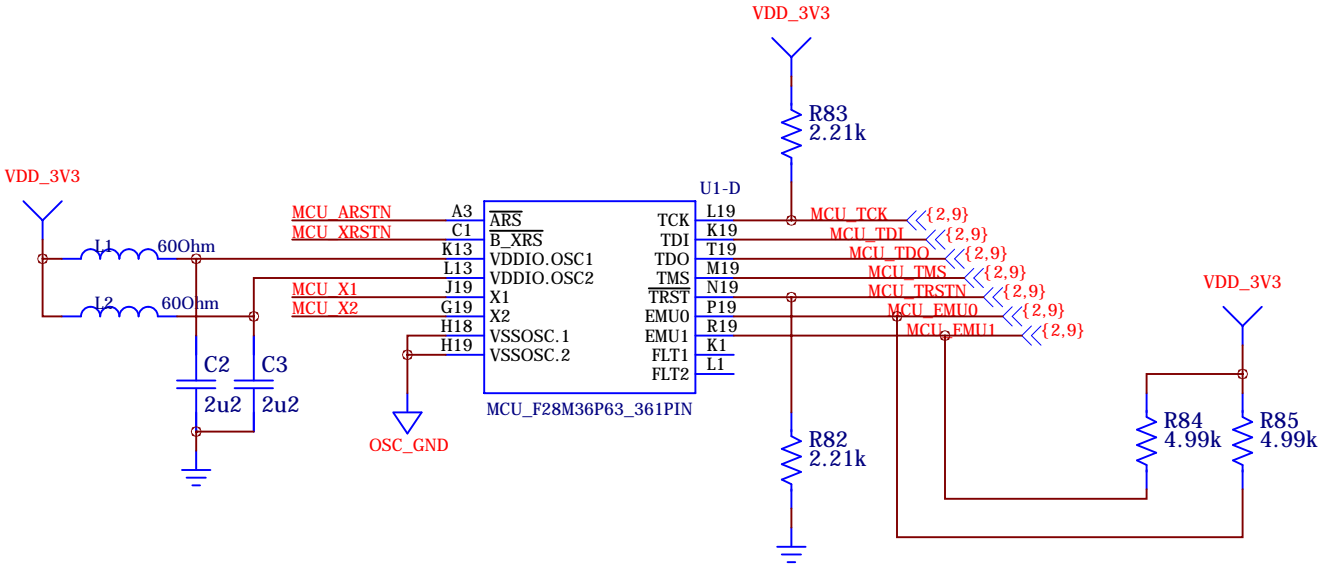 VDD_3V3
R83
2.21k
VDD_3V3
U1-D
MCU_ARSTN A3 ARS TCK L19 MCU_TCK {2,9}
MCU_XRSTN C1 B_XRS TDI K19 MCU_TDI {2,9}
L1 60Ohm K13 VDDIO.OSC1 TDO T19 MCU_TDO {2,9}
L13 VDDIO.OSC2 TMS M19 MCU_TMS {2,9}
MCU_X1 J19 X1 TRST N19 MCU_TRSTN {2,9}
L2 60Ohm MCU_X2 G19 X2 EMU0 P19 MCU_EMU0 {2,9}
H18 VSSOSC.1 EMU1 R19 MCU_EMU1 {2,9}
H19 VSSOSC.2 FLT1 K1
FLT2 L1
VDD_3V3
C2 C3
2u2 2u2
MCU_F28M36P63_361PIN
OSC_GND
R82
2.21k
R84 R85
4.99k 4.99k